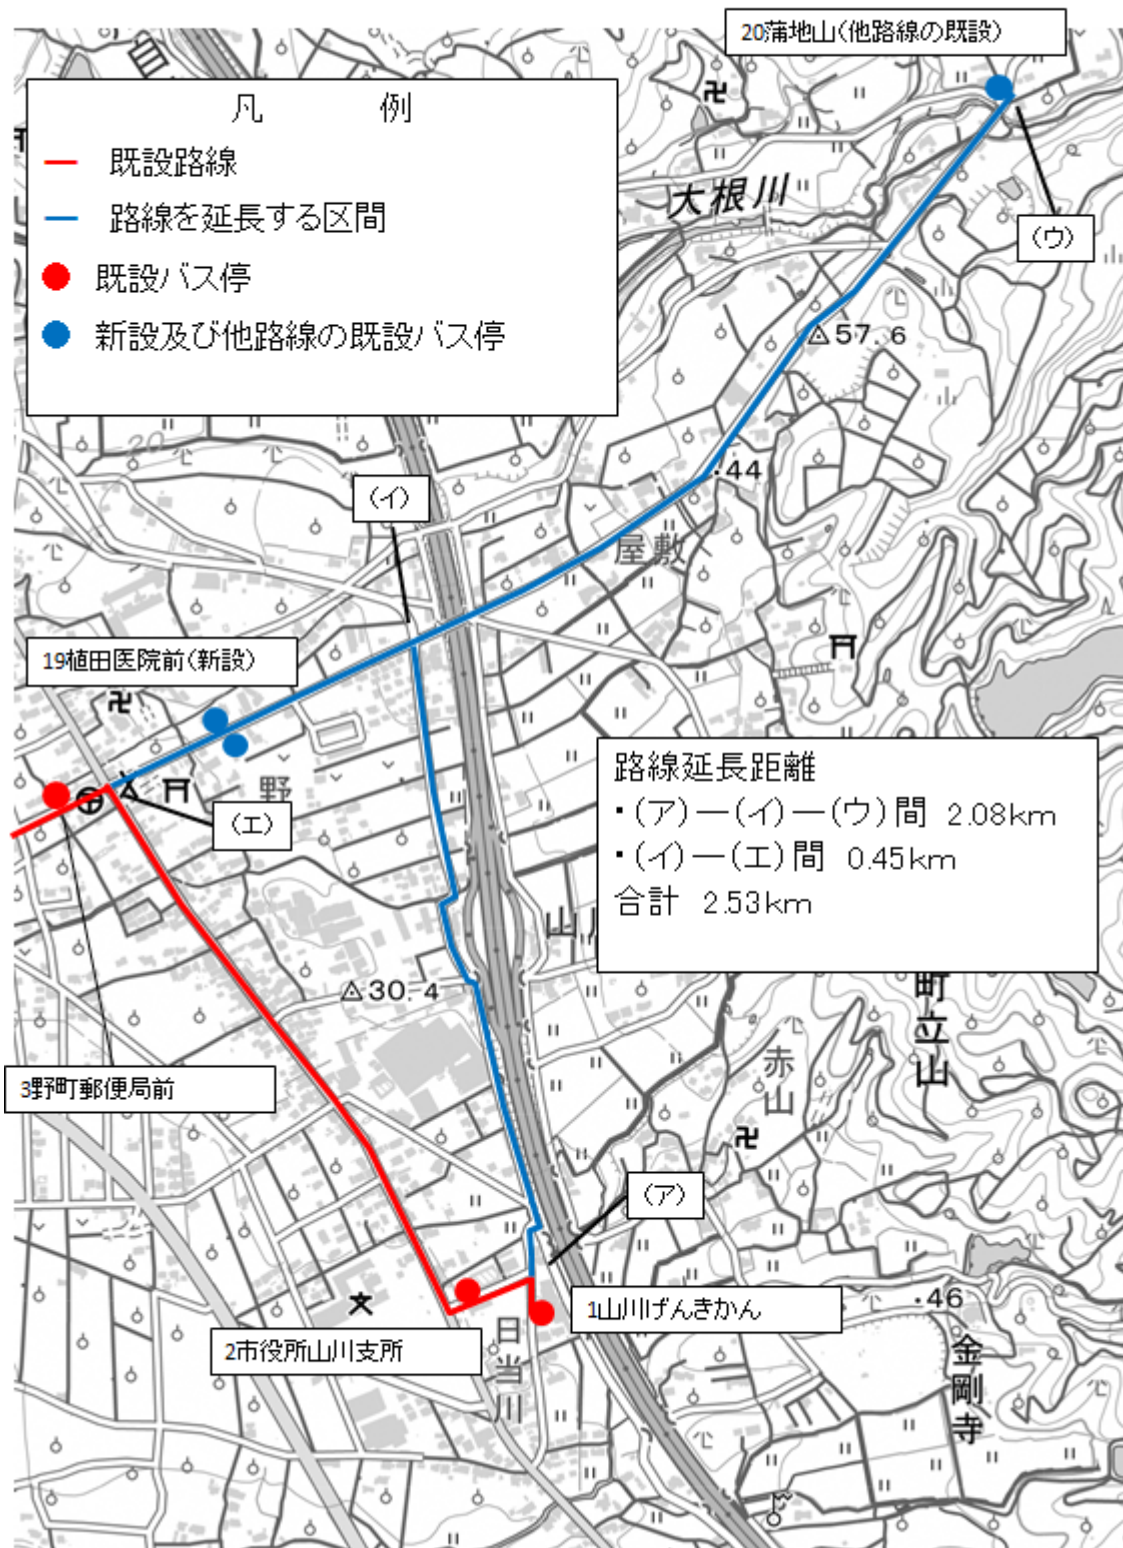 20蒲地山(他路線の既設)
凡 例
既設路線
路線を延長する区間
既設バス停
新設及び他路線の既設バス停
大根川
(ウ)
57.6
20
・44
(イ)
屋敷
19植田医院前(新設)
野
(エ)
路線延長距離
・(ア)―(イ)―(ウ)間 2.08km
・(イ)―(エ)間 0.45km
合計 2.53km
山川
町立山
30.4
赤山
3野町郵便局前
(ア)
1山川げんきかん
・46
2市役所山川支所
日当川
金剛寺